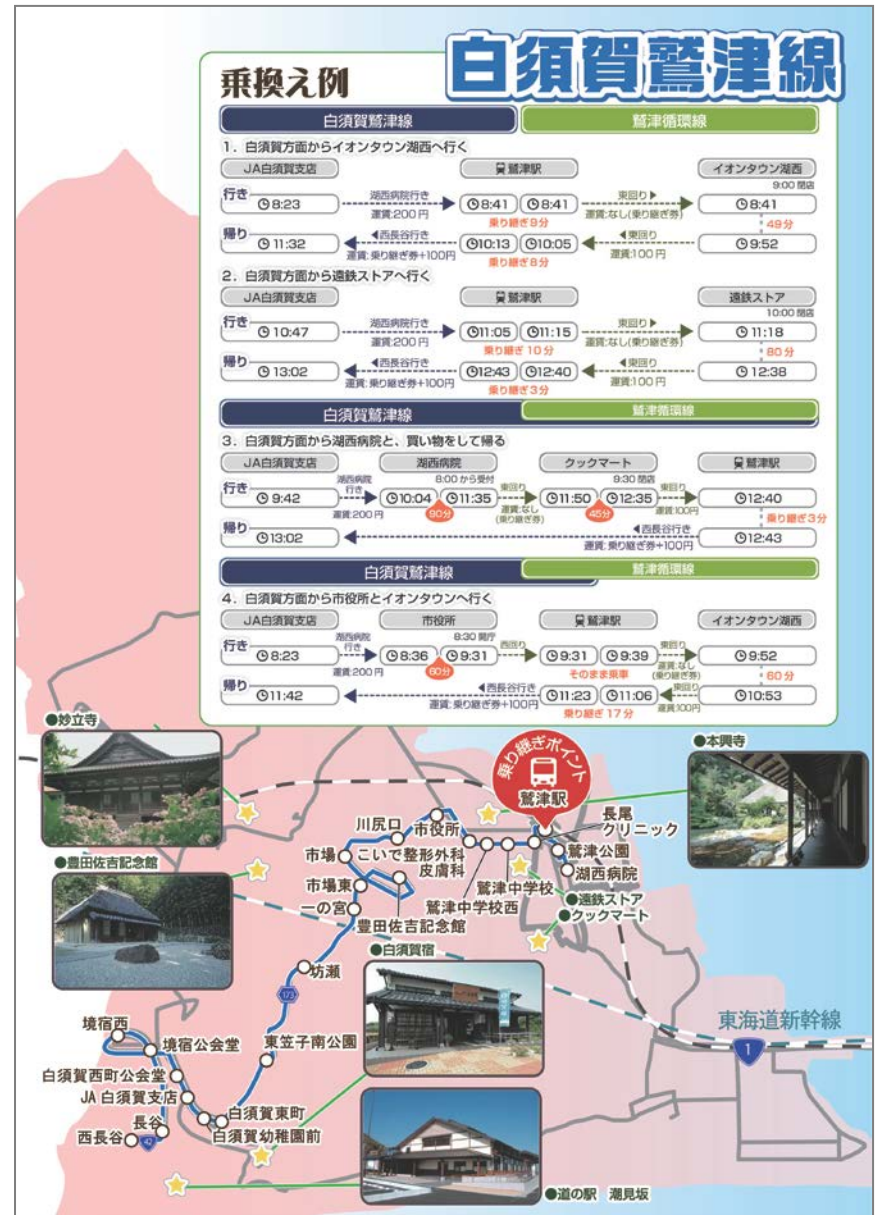 白須賀鷲津線
乗換え例
白須賀鷲津線 鷲津循環線
1. 白須賀方面からイオンタウン湖西へ行く
JA白須賀支店 鷲津駅 イオンタウン湖西
9:00 開店
行き 8:23 湖西病院行き 運賃:200円 8:41 8:41 東回り▶ 運賃:なし(乗り継ぎ券) 8:41
乗り継ぎ9分 49分
帰り 11:32 ◀西長谷行き 運賃:乗り継ぎ券+100円 10:13 10:05 ◀東回り 運賃:100円 9:52
乗り継ぎ8分
2. 白須賀方面から遠鉄ストアへ行く
JA白須賀支店 鷲津駅 遠鉄ストア
10:00 開店
行き 10:47 湖西病院行き 運賃:200円 11:05 11:15 東回り▶ 運賃:なし(乗り継ぎ券) 11:18
乗り継ぎ10分 80分
帰り 13:02 ◀西長谷行き 運賃:乗り継ぎ券+100円 12:43 12:40 ◀東回り 運賃:100円 12:38
乗り継ぎ3分
白須賀鷲津線 鷲津循環線
3. 白須賀方面から湖西病院と、買い物をして帰る
JA白須賀支店 湖西病院 クックマート 鷲津駅
8:00から受付 9:30 開店
行き 9:42 湖西病院行き 運賃:200円 10:04 11:35 東回り 運賃:なし(乗り継ぎ券) 11:50 12:35 東回り 運賃:100円 12:40
90分 45分 乗り継ぎ3分
帰り 13:02 ◀西長谷行き 運賃:乗り継ぎ券+100円 12:43
白須賀鷲津線 鷲津循環線
4. 白須賀方面から市役所とイオンタウンへ行く
JA白須賀支店 市役所 鷲津駅 イオンタウン湖西
8:30 開庁
行き 8:23 湖西病院行き 運賃:200円 8:36 9:31 西回り 9:31 9:39 東回り 運賃:なし(乗り継ぎ券) 9:52
60分 そのまま乗車 60分
帰り 11:42 ◀西長谷行き 運賃:乗り継ぎ券+100円 11:23 11:06 東回り 運賃:100円 10:53
乗り継ぎ17分
●妙立寺
乗り継ぎポイント
鷲津駅
●本興寺
川尻口
市役所
長尾クリニック
市場
こいで整形外科皮膚科
鷲津公園
湖西病院
●豊田佐吉記念館
市場東
鷲津中学校
一の宮
鷲津中学校西
●遠鉄ストア
●クックマート
豊田佐吉記念館
●白須賀宿
坊瀬
173
東海道新幹線
1
境宿西
境宿公会堂
東笠子南公園
白須賀西町公会堂
JA白須賀支店
白須賀東町
長谷
白須賀幼稚園前
西長谷
42
●道の駅 潮見坂